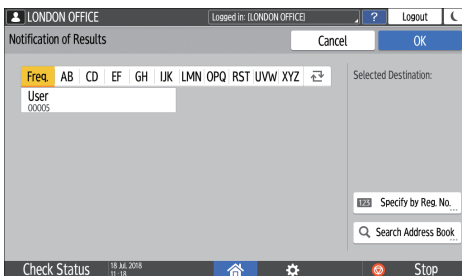 LONDON OFFICE Logged in: [LONDON OFFICE] ? Logout
Notification of Results Cancel OK
Freq. AB CD EF GH IJK LMN OPQ RST UVW XYZ Selected Destination:
User
00005
123 Specify by Reg. No. ...
Search Address Book ...
Check Status 18 Jul. 2018 Stop
11:18